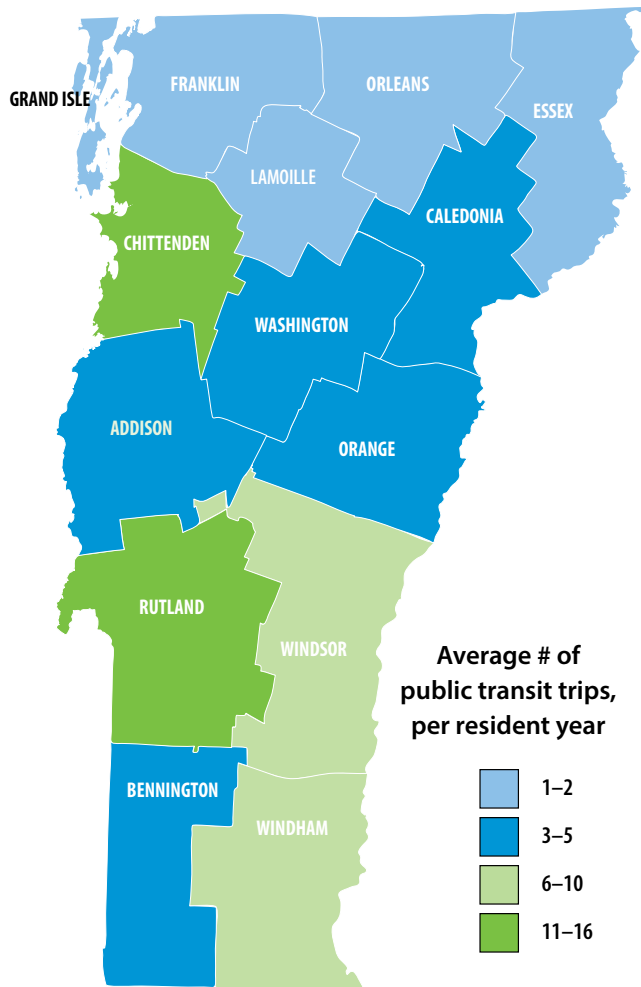 FRANKLIN
ORLEANS
GRAND ISLE
ESSEX
LAMOILLE
CALEDONIA
CHITTENDEN
WASHINGTON
ADDISON
ORANGE
RUTLAND
WINDSOR
Average # of
public transit trips,
per resident year
BENNINGTON
1–2
WINDHAM
3–5
6–10
11–16